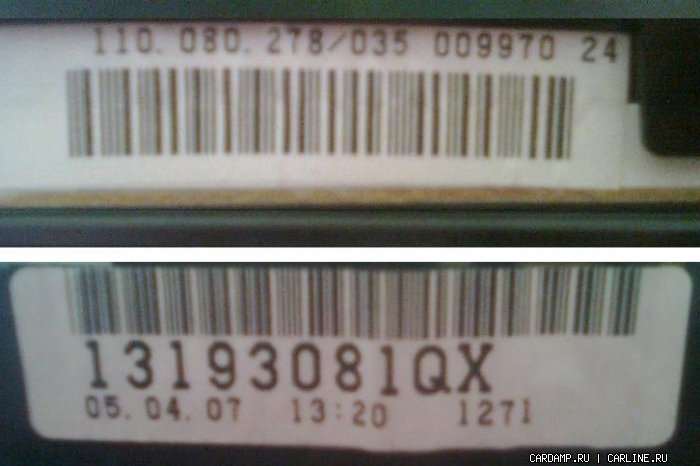 110.080.278/035 009970 24
13193081QX
05.04.07 13:20 1271
CARDAMP.RU | CARLINE.RU